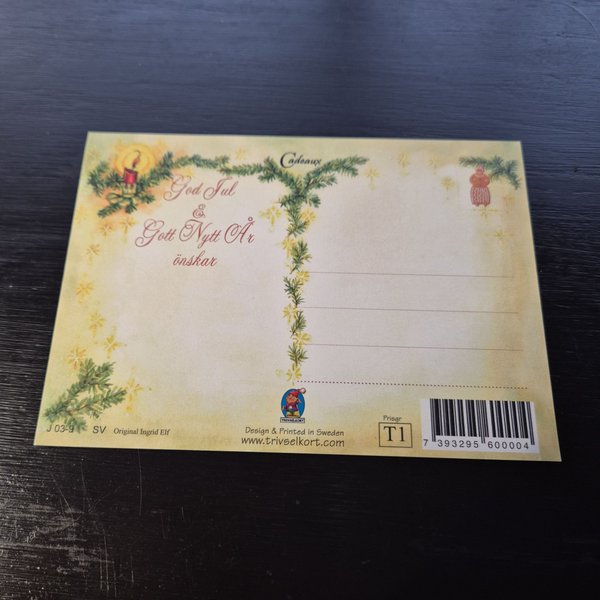 Cadeaux
God Jul
&
Gott Nytt År
önskar
TRIVSELKORT
J 03-9 SV Original Ingrid Elf
Design & Printed in Sweden
www.trivselkort.com
Prisgr
T1
7 393295 600004